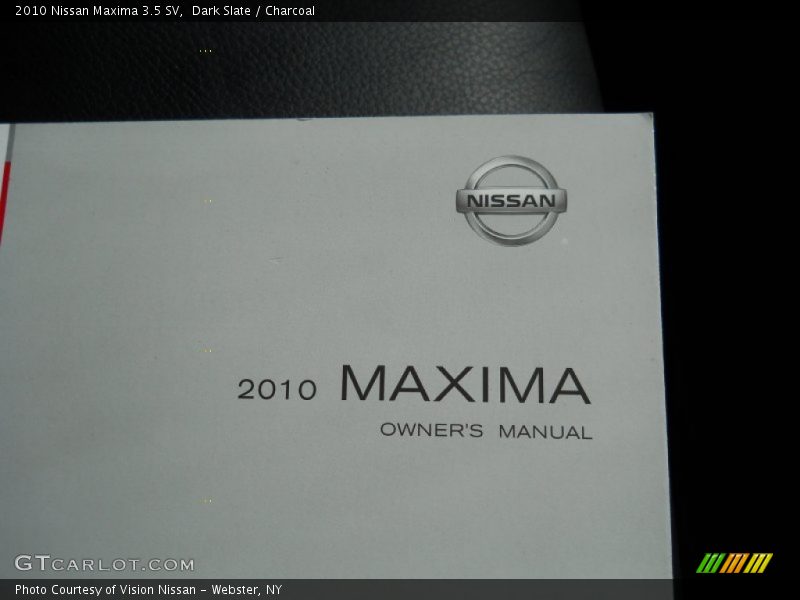 2010 Nissan Maxima 3.5 SV,  Dark Slate / Charcoal
NISSAN
2010 MAXIMA
OWNER'S MANUAL
GTCARLOT.COM
Photo Courtesy of Vision Nissan - Webster, NY